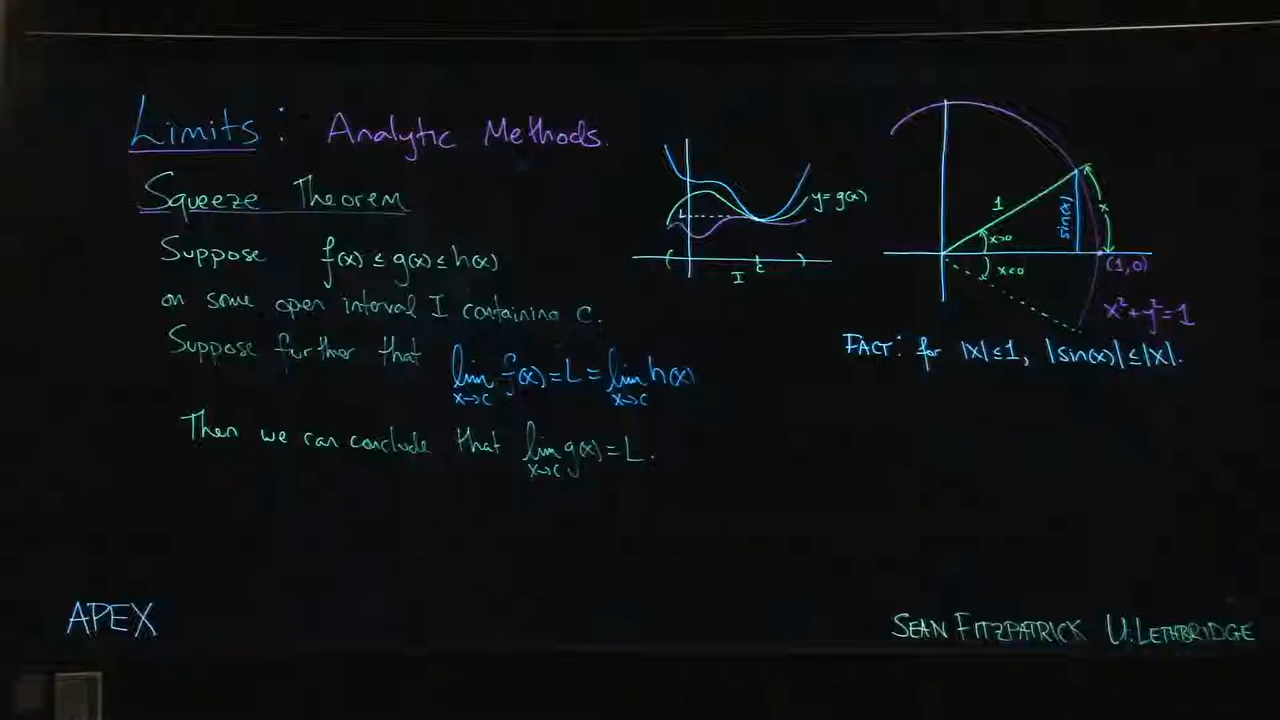 Limits: Analytic Methods.
Squeeze Theorem
Suppose f(x) ≤ g(x) ≤ h(x)
on some open interval I containing c.
Suppose further that lim x→c f(x) = L = lim x→c h(x)
Then we can conclude that lim x→c g(x) = L.
y=g(x)
L
c
I
1
sin(x)
x
x>0
x<0
(1,0)
x²+y²=1
FACT: for |x| ≤ 1, |sin(x)| ≤ |x|.
APEX
SEAN FITZPATRICK U. LETHBRIDGE